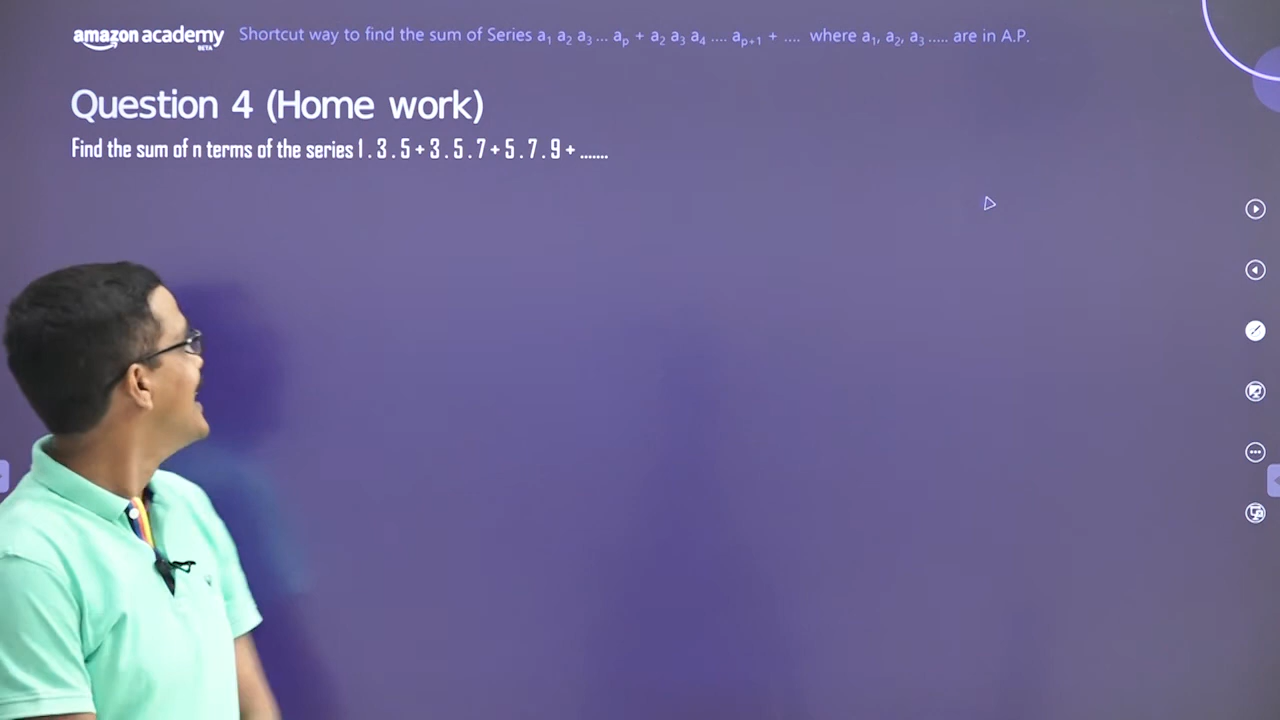 amazon academy
BETA
Shortcut way to find the sum of Series a₁ a₂ a₃ ... aₚ + a₂ a₃ a₄ .... aₚ₊₁ + .... where a₁, a₂, a₃ ..... are in A.P.
Question 4 (Home work)
Find the sum of n terms of the series 1 . 3 . 5 + 3 . 5 . 7 + 5 . 7 . 9 + .......